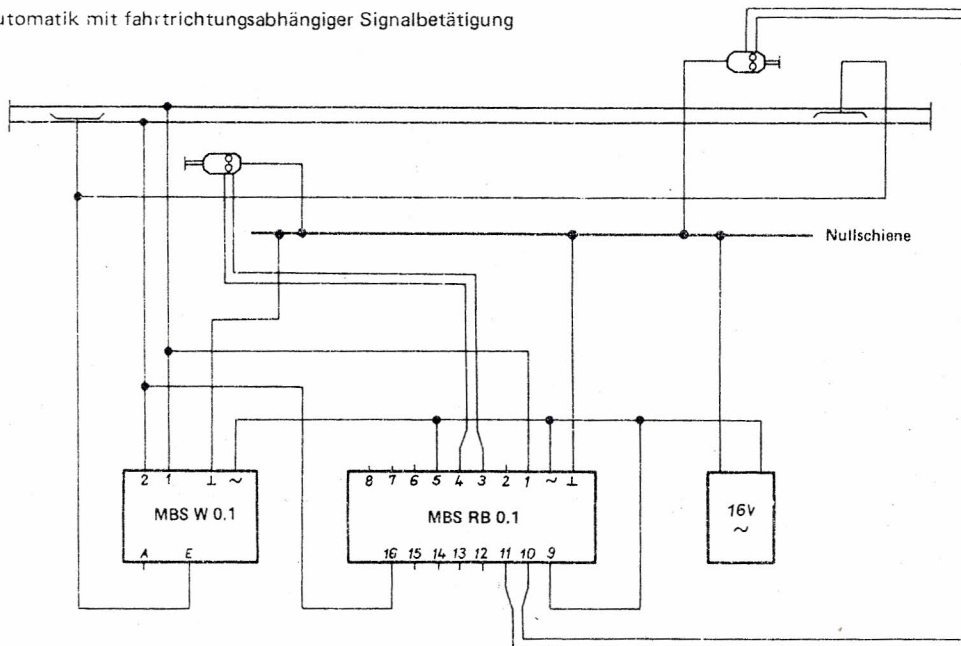 utomatik mit fahrtrichtungsabhängiger Signalbetätigung
Nullschiene
2 1 ⊥ ~
MBS W 0.1
A E
8 7 6 5 4 3 2 1 ~ ⊥
MBS RB 0.1
16 15 14 13 12 11 10 9
16V
~